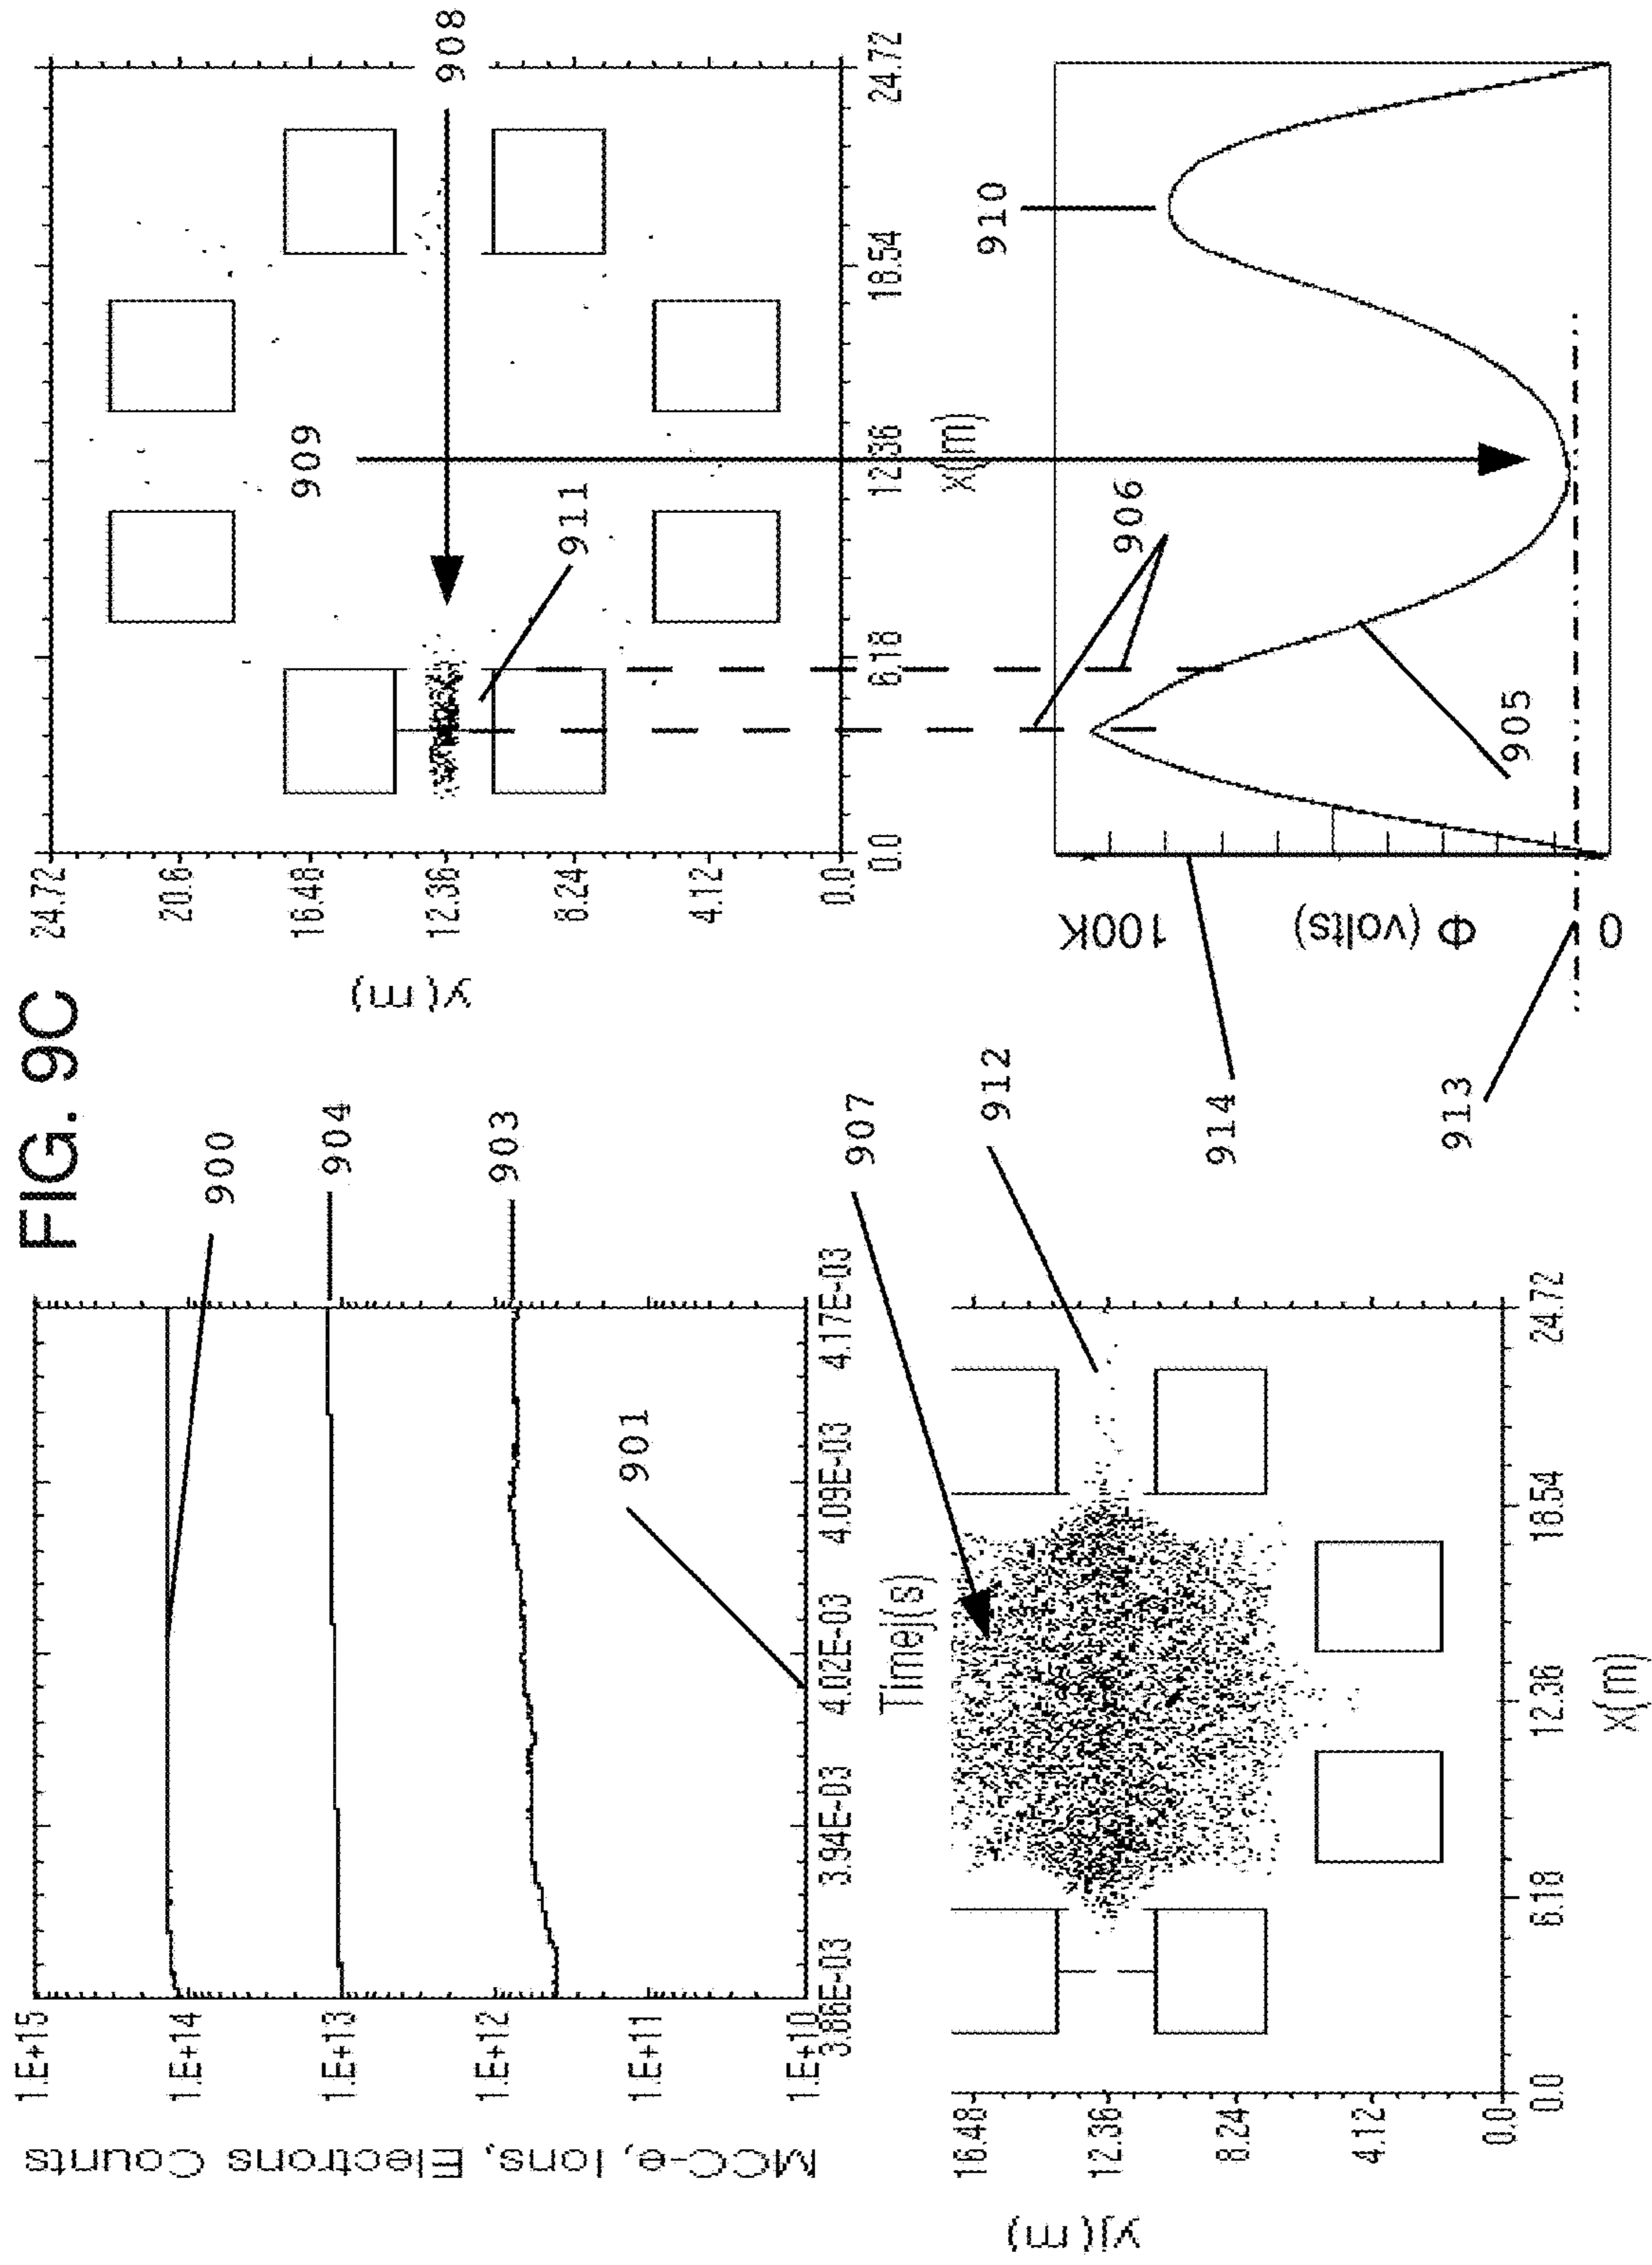 FIG. 9C
MCC-e, Ions, Electrons Counts
1.E+15
1.E+14
1.E+13
1.E+12
1.E+11
1.E+10
3.86E-03
3.94E-03
4.02E-03
4.09E-03
4.17E-03
Time](s)
900
904
903
901
y](m)
16.48
12.36
8.24
4.12
0.0
0.0
6.18
12.36
18.54
24.72
x(m)
907
912
y(m)
24.72
20.6
16.48
12.36
8.24
4.12
0.0
0.0
6.18
12.36
18.54
24.72
x(m)
908
909
911
906
Φ (volts)
100K
0
910
905
914
913